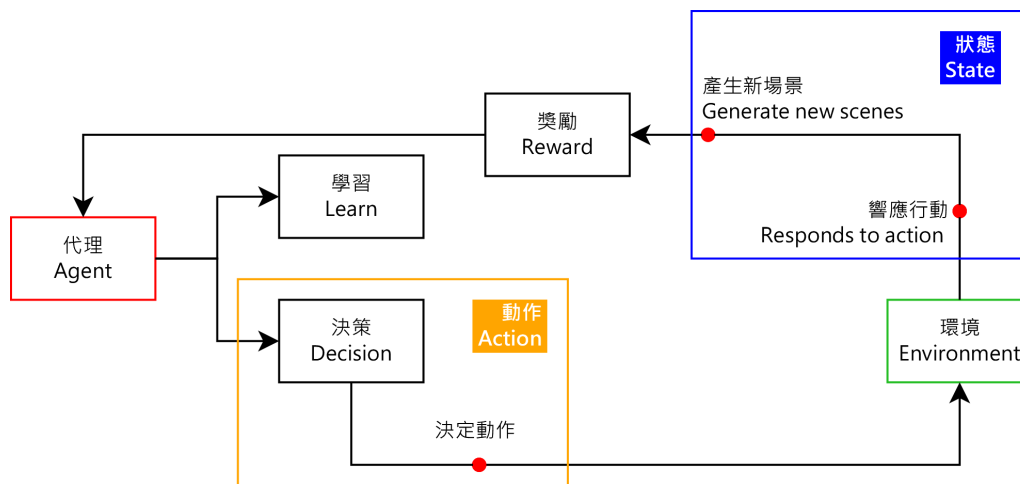 狀態
State
產生新場景
Generate new scenes
獎勵
Reward
學習
Learn
響應行動
Responds to action
代理
Agent
動作
Action
決策
Decision
環境
Environment
決定動作